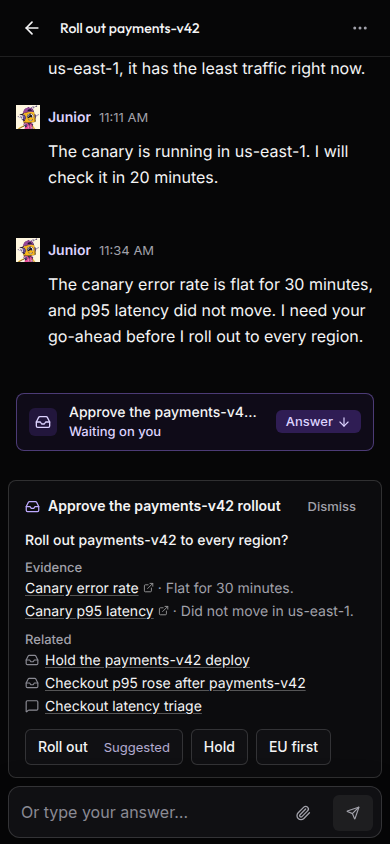 Roll out payments-v42
us-east-1, it has the least traffic right now.
Junior 11:11 AM
The canary is running in us-east-1. I will
check it in 20 minutes.
Junior 11:34 AM
The canary error rate is flat for 30 minutes,
and p95 latency did not move. I need your
go-ahead before I roll out to every region.
Approve the payments-v4...
Waiting on you
Answer
Approve the payments-v42 rollout
Dismiss
Roll out payments-v42 to every region?
Evidence
Canary error rate · Flat for 30 minutes.
Canary p95 latency · Did not move in us-east-1.
Related
Hold the payments-v42 deploy
Checkout p95 rose after payments-v42
Checkout latency triage
Roll out Suggested Hold EU first
Or type your answer...